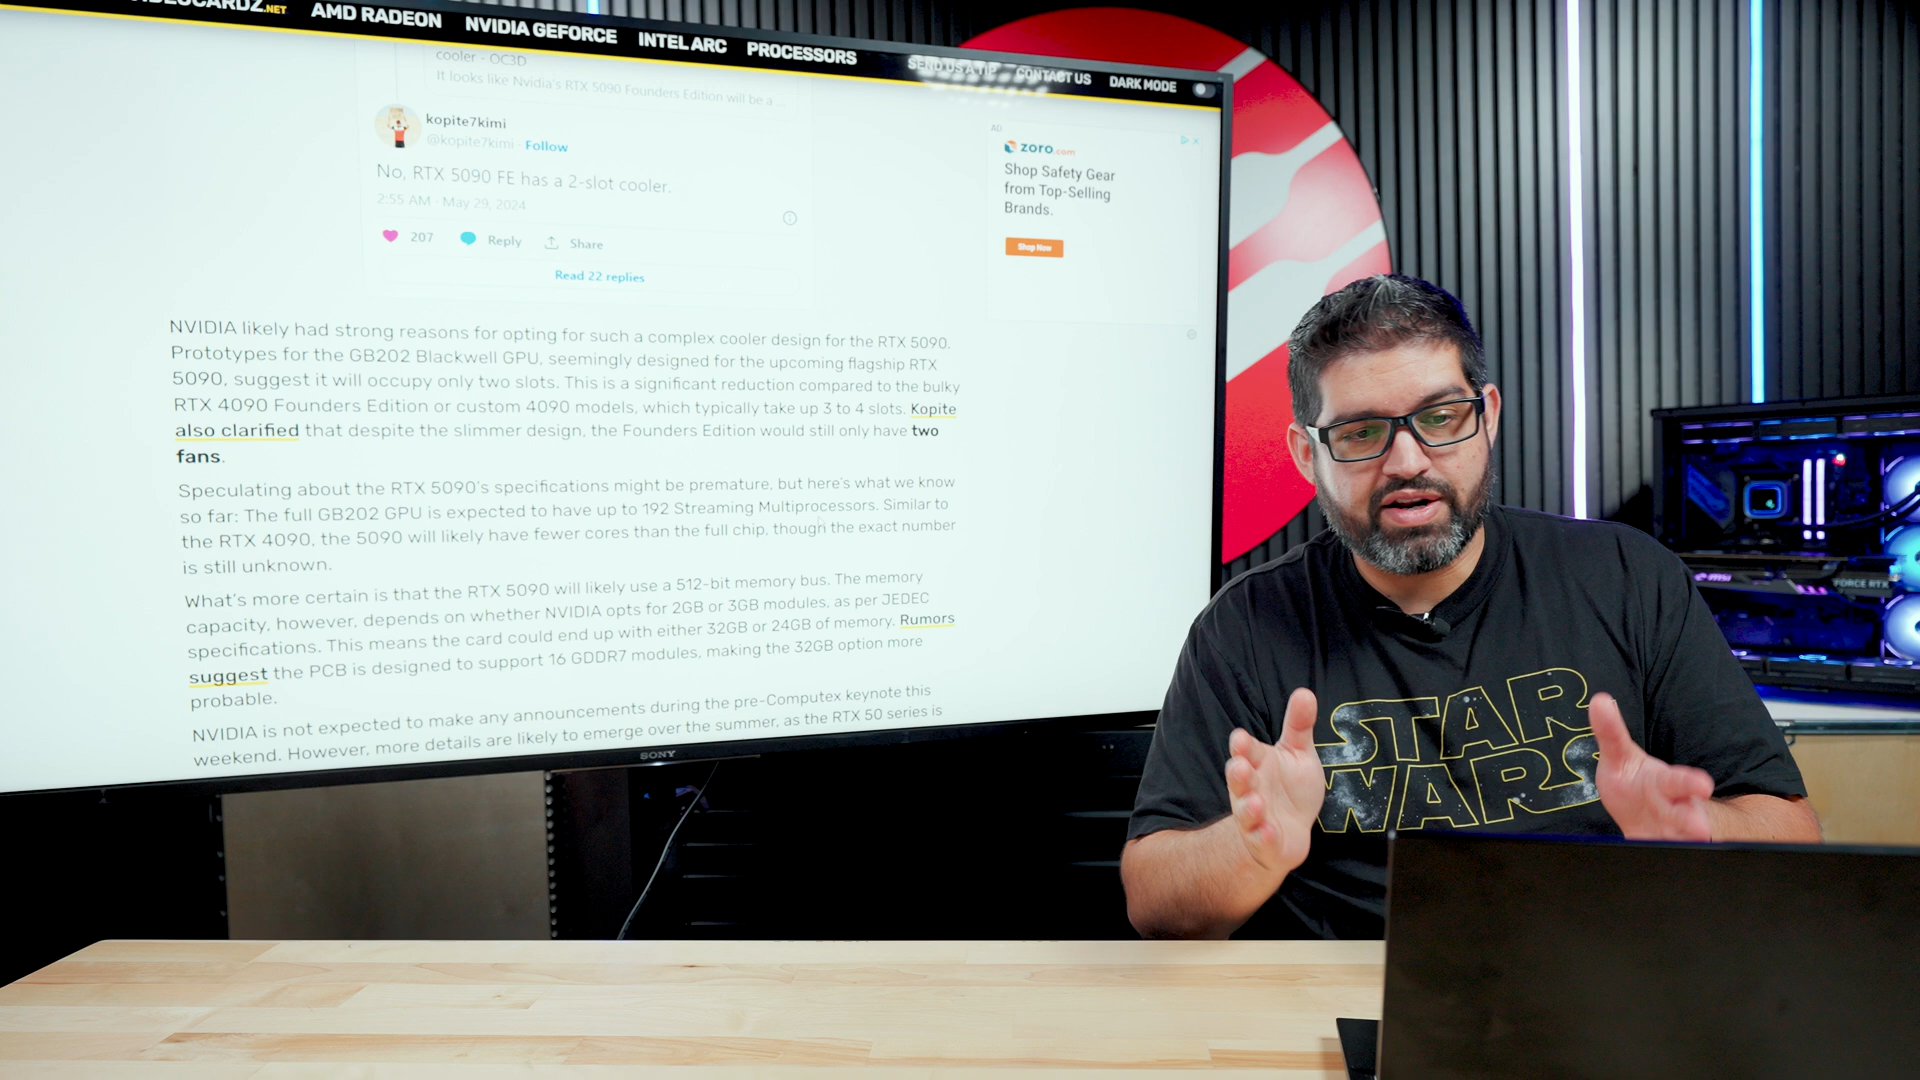 .NET
AMD RADEON
NVIDIA GEFORCE
INTEL ARC
PROCESSORS
SEND US A TIP
CONTACT US
DARK MODE
cooler - OC3D
It looks like Nvidia's RTX 5090 Founders Edition will be a ...
kopite7kimi
@kopite7kimi · Follow
No, RTX 5090 FE has a 2-slot cooler.
2:55 AM · May 29, 2024
207
Reply
Share
Read 22 replies
AD
zoro.com
Shop Safety Gear
from Top-Selling
Brands.
Shop Now
NVIDIA likely had strong reasons for opting for such a complex cooler design for the RTX 5090.
Prototypes for the GB202 Blackwell GPU, seemingly designed for the upcoming flagship RTX
5090, suggest it will occupy only two slots. This is a significant reduction compared to the bulky
RTX 4090 Founders Edition or custom 4090 models, which typically take up 3 to 4 slots. Kopite
also clarified that despite the slimmer design, the Founders Edition would still only have two
fans.
Speculating about the RTX 5090's specifications might be premature, but here's what we know
so far: The full GB202 GPU is expected to have up to 192 Streaming Multiprocessors. Similar to
the RTX 4090, the 5090 will likely have fewer cores than the full chip, though the exact number
is still unknown.
What's more certain is that the RTX 5090 will likely use a 512-bit memory bus. The memory
capacity, however, depends on whether NVIDIA opts for 2GB or 3GB modules, as per JEDEC
specifications. This means the card could end up with either 32GB or 24GB of memory. Rumors
suggest the PCB is designed to support 16 GDDR7 modules, making the 32GB option more
probable.
NVIDIA is not expected to make any announcements during the pre-Computex keynote this
weekend. However, more details are likely to emerge over the summer, as the RTX 50 series is
SONY
STAR
WARS
msi
FORCE RTX